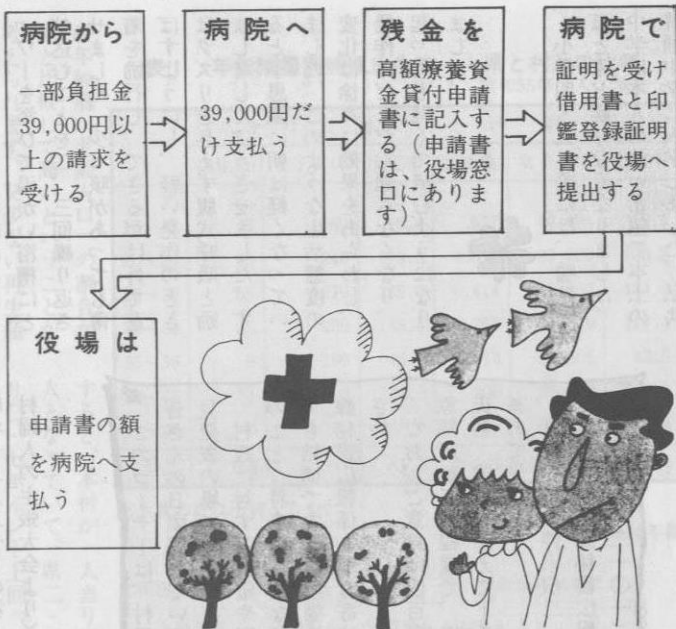 病院から
一部負担金
39,000円以
上の請求を
受ける
病院へ
39,000円だ
け支払う
残金を
高額療養資
金貸付申請
書に記入す
る（申請書
は、役場窓
口にありま
す）
病院で
証明を受け
借用書と印
鑑登録証明
書を役場へ
提出する
役場は
申請書の額
を病院へ支
払う